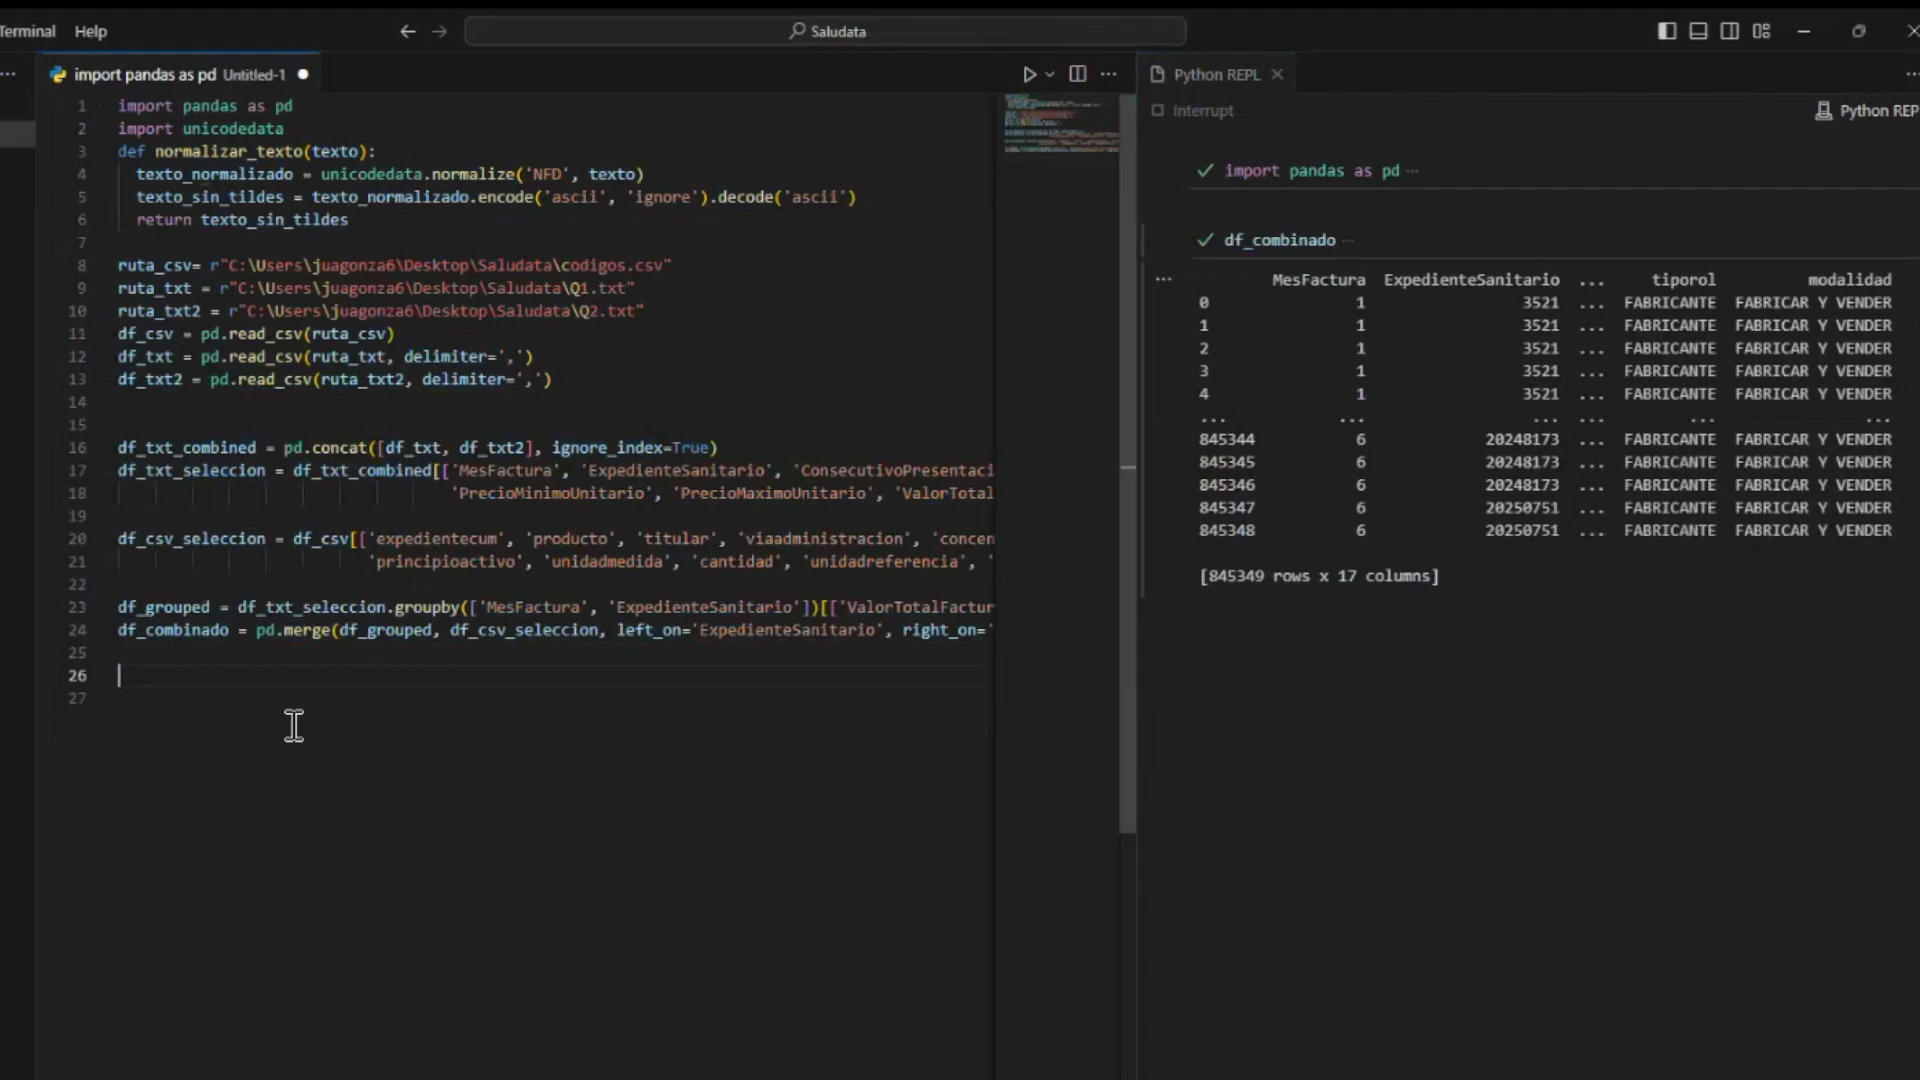 Terminal Help
Saludata
import pandas as pd Untitled-1
1 import pandas as pd
2 import unicodedata
3 def normalizar_texto(texto):
4 texto_normalizado = unicodedata.normalize('NFD', texto)
5 texto_sin_tildes = texto_normalizado.encode('ascii', 'ignore').decode('ascii')
6 return texto_sin_tildes
7
8 ruta_csv= r"C:\Users\juagonza6\Desktop\Saludata\codigos.csv"
9 ruta_txt = r"C:\Users\juagonza6\Desktop\Saludata\Q1.txt"
10 ruta_txt2 = r"C:\Users\juagonza6\Desktop\Saludata\Q2.txt"
11 df_csv = pd.read_csv(ruta_csv)
12 df_txt = pd.read_csv(ruta_txt, delimiter=',')
13 df_txt2 = pd.read_csv(ruta_txt2, delimiter=',')
14
15
16 df_txt_combined = pd.concat([df_txt, df_txt2], ignore_index=True)
17 df_txt_seleccion = df_txt_combined[['MesFactura', 'ExpedienteSanitario', 'ConsecutivoPresentaci
18 'PrecioMinimoUnitario', 'PrecioMaximoUnitario', 'ValorTotal
19
20 df_csv_seleccion = df_csv[['expedientecum', 'producto', 'titular', 'viaadministracion', 'concen
21 'principioactivo', 'unidadmedida', 'cantidad', 'unidadreferencia', '
22
23 df_grouped = df_txt_seleccion.groupby(['MesFactura', 'ExpedienteSanitario'])[['ValorTotalFactur
24 df_combinado = pd.merge(df_grouped, df_csv_seleccion, left_on='ExpedienteSanitario', right_on='
25
26
27
Python REPL
Interrupt
Python REP
import pandas as pd ...
df_combinado ...
... MesFactura ExpedienteSanitario ... tiporol modalidad
0 1 3521 ... FABRICANTE FABRICAR Y VENDER
1 1 3521 ... FABRICANTE FABRICAR Y VENDER
2 1 3521 ... FABRICANTE FABRICAR Y VENDER
3 1 3521 ... FABRICANTE FABRICAR Y VENDER
4 1 3521 ... FABRICANTE FABRICAR Y VENDER
... ... ... ... ... ...
845344 6 20248173 ... FABRICANTE FABRICAR Y VENDER
845345 6 20248173 ... FABRICANTE FABRICAR Y VENDER
845346 6 20248173 ... FABRICANTE FABRICAR Y VENDER
845347 6 20250751 ... FABRICANTE FABRICAR Y VENDER
845348 6 20250751 ... FABRICANTE FABRICAR Y VENDER
[845349 rows x 17 columns]